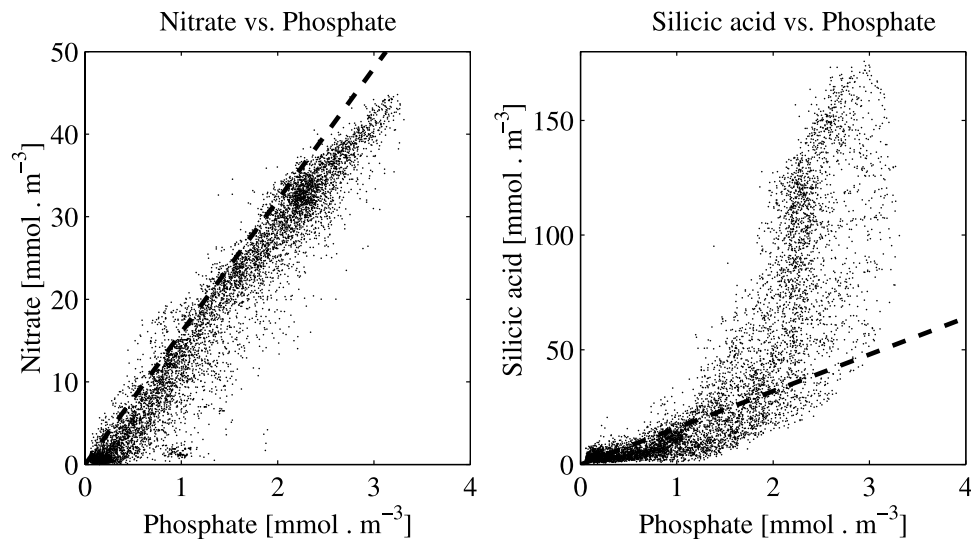 Nitrate vs. Phosphate
Nitrate [mmol . m⁻³]
50
40
30
20
10
0
0 1 2 3 4
Phosphate [mmol . m⁻³]
Silicic acid vs. Phosphate
Silicic acid [mmol . m⁻³]
150
100
50
0
0 1 2 3 4
Phosphate [mmol . m⁻³]